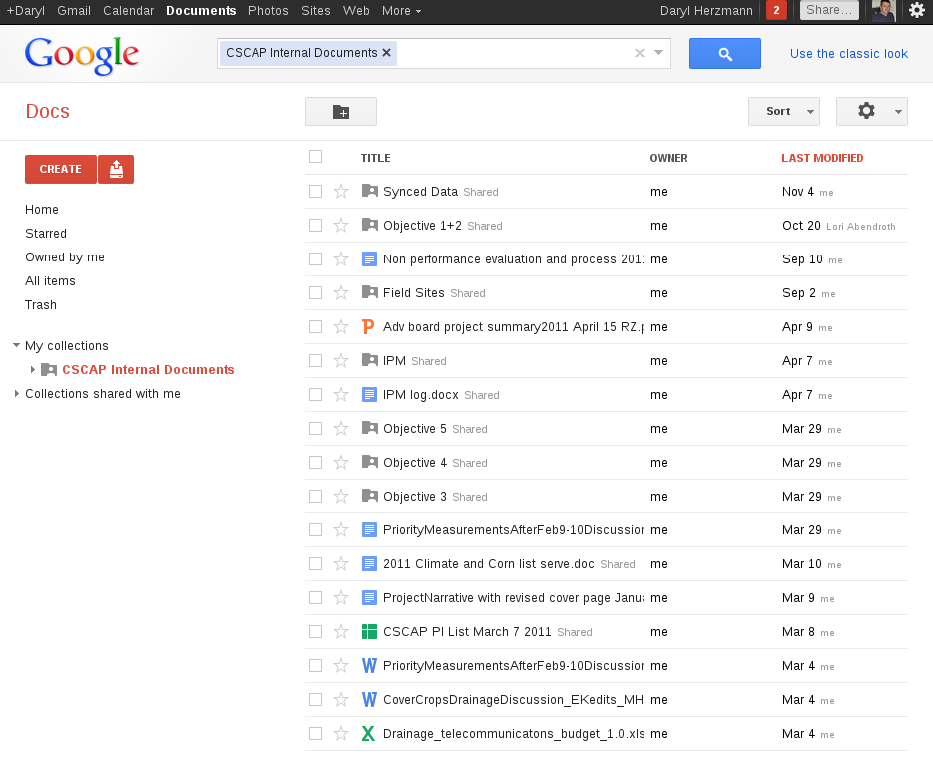 +Daryl Gmail Calendar Documents Photos Sites Web More Daryl Herzmann 2 Share...
Google CSCAP Internal Documents × Use the classic look
Docs Sort
CREATE
Home
Starred
Owned by me
All items
Trash
My collections
CSCAP Internal Documents
Collections shared with me
TITLE OWNER LAST MODIFIED
Synced Data Shared me Nov 4 me
Objective 1+2 Shared me Oct 20 Lori Abendroth
Non performance evaluation and process 201 me Sep 10 me
Field Sites Shared me Sep 2 me
Adv board project summary2011 April 15 RZ.p me Apr 9 me
IPM Shared me Apr 7 me
IPM log.docx Shared me Apr 7 me
Objective 5 Shared me Mar 29 me
Objective 4 Shared me Mar 29 me
Objective 3 Shared me Mar 29 me
PriorityMeasurementsAfterFeb9-10Discussion me Mar 29 me
2011 Climate and Corn list serve.doc Shared me Mar 10 me
ProjectNarrative with revised cover page Janua me Mar 9 me
CSCAP PI List March 7 2011 Shared me Mar 8 me
PriorityMeasurementsAfterFeb9-10Discussion me Mar 4 me
CoverCropsDrainageDiscussion_EKedits_MH me Mar 4 me
Drainage_telecommunicatons_budget_1.0.xls me Mar 4 me